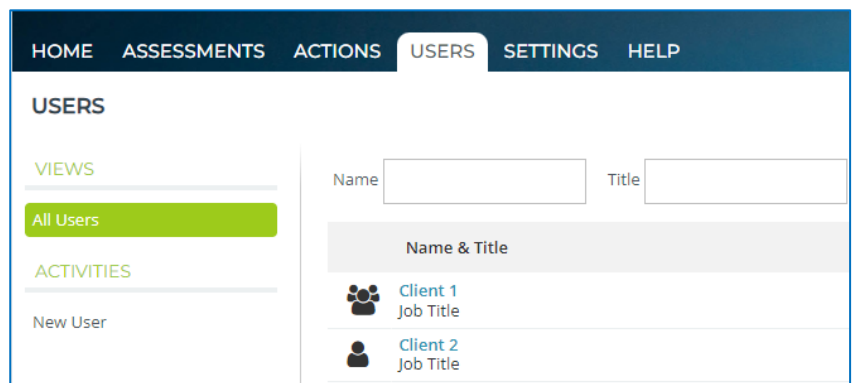 HOME ASSESSMENTS ACTIONS USERS SETTINGS HELP
USERS
VIEWS
All Users
ACTIVITIES
New User
Name Title
Name & Title
Client 1
Job Title
Client 2
Job Title